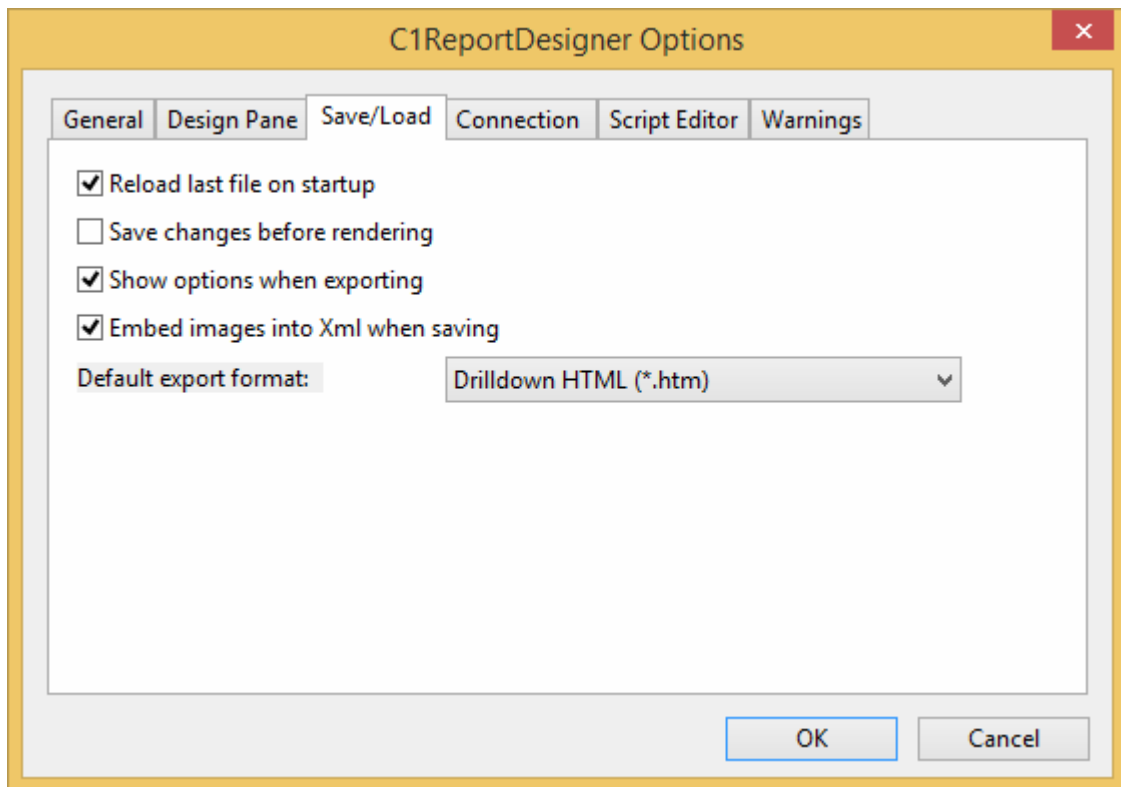 C1ReportDesigner Options
General Design Pane Save/Load Connection Script Editor Warnings
Reload last file on startup
Save changes before rendering
Show options when exporting
Embed images into Xml when saving
Default export format: Drilldown HTML (*.htm)
OK Cancel